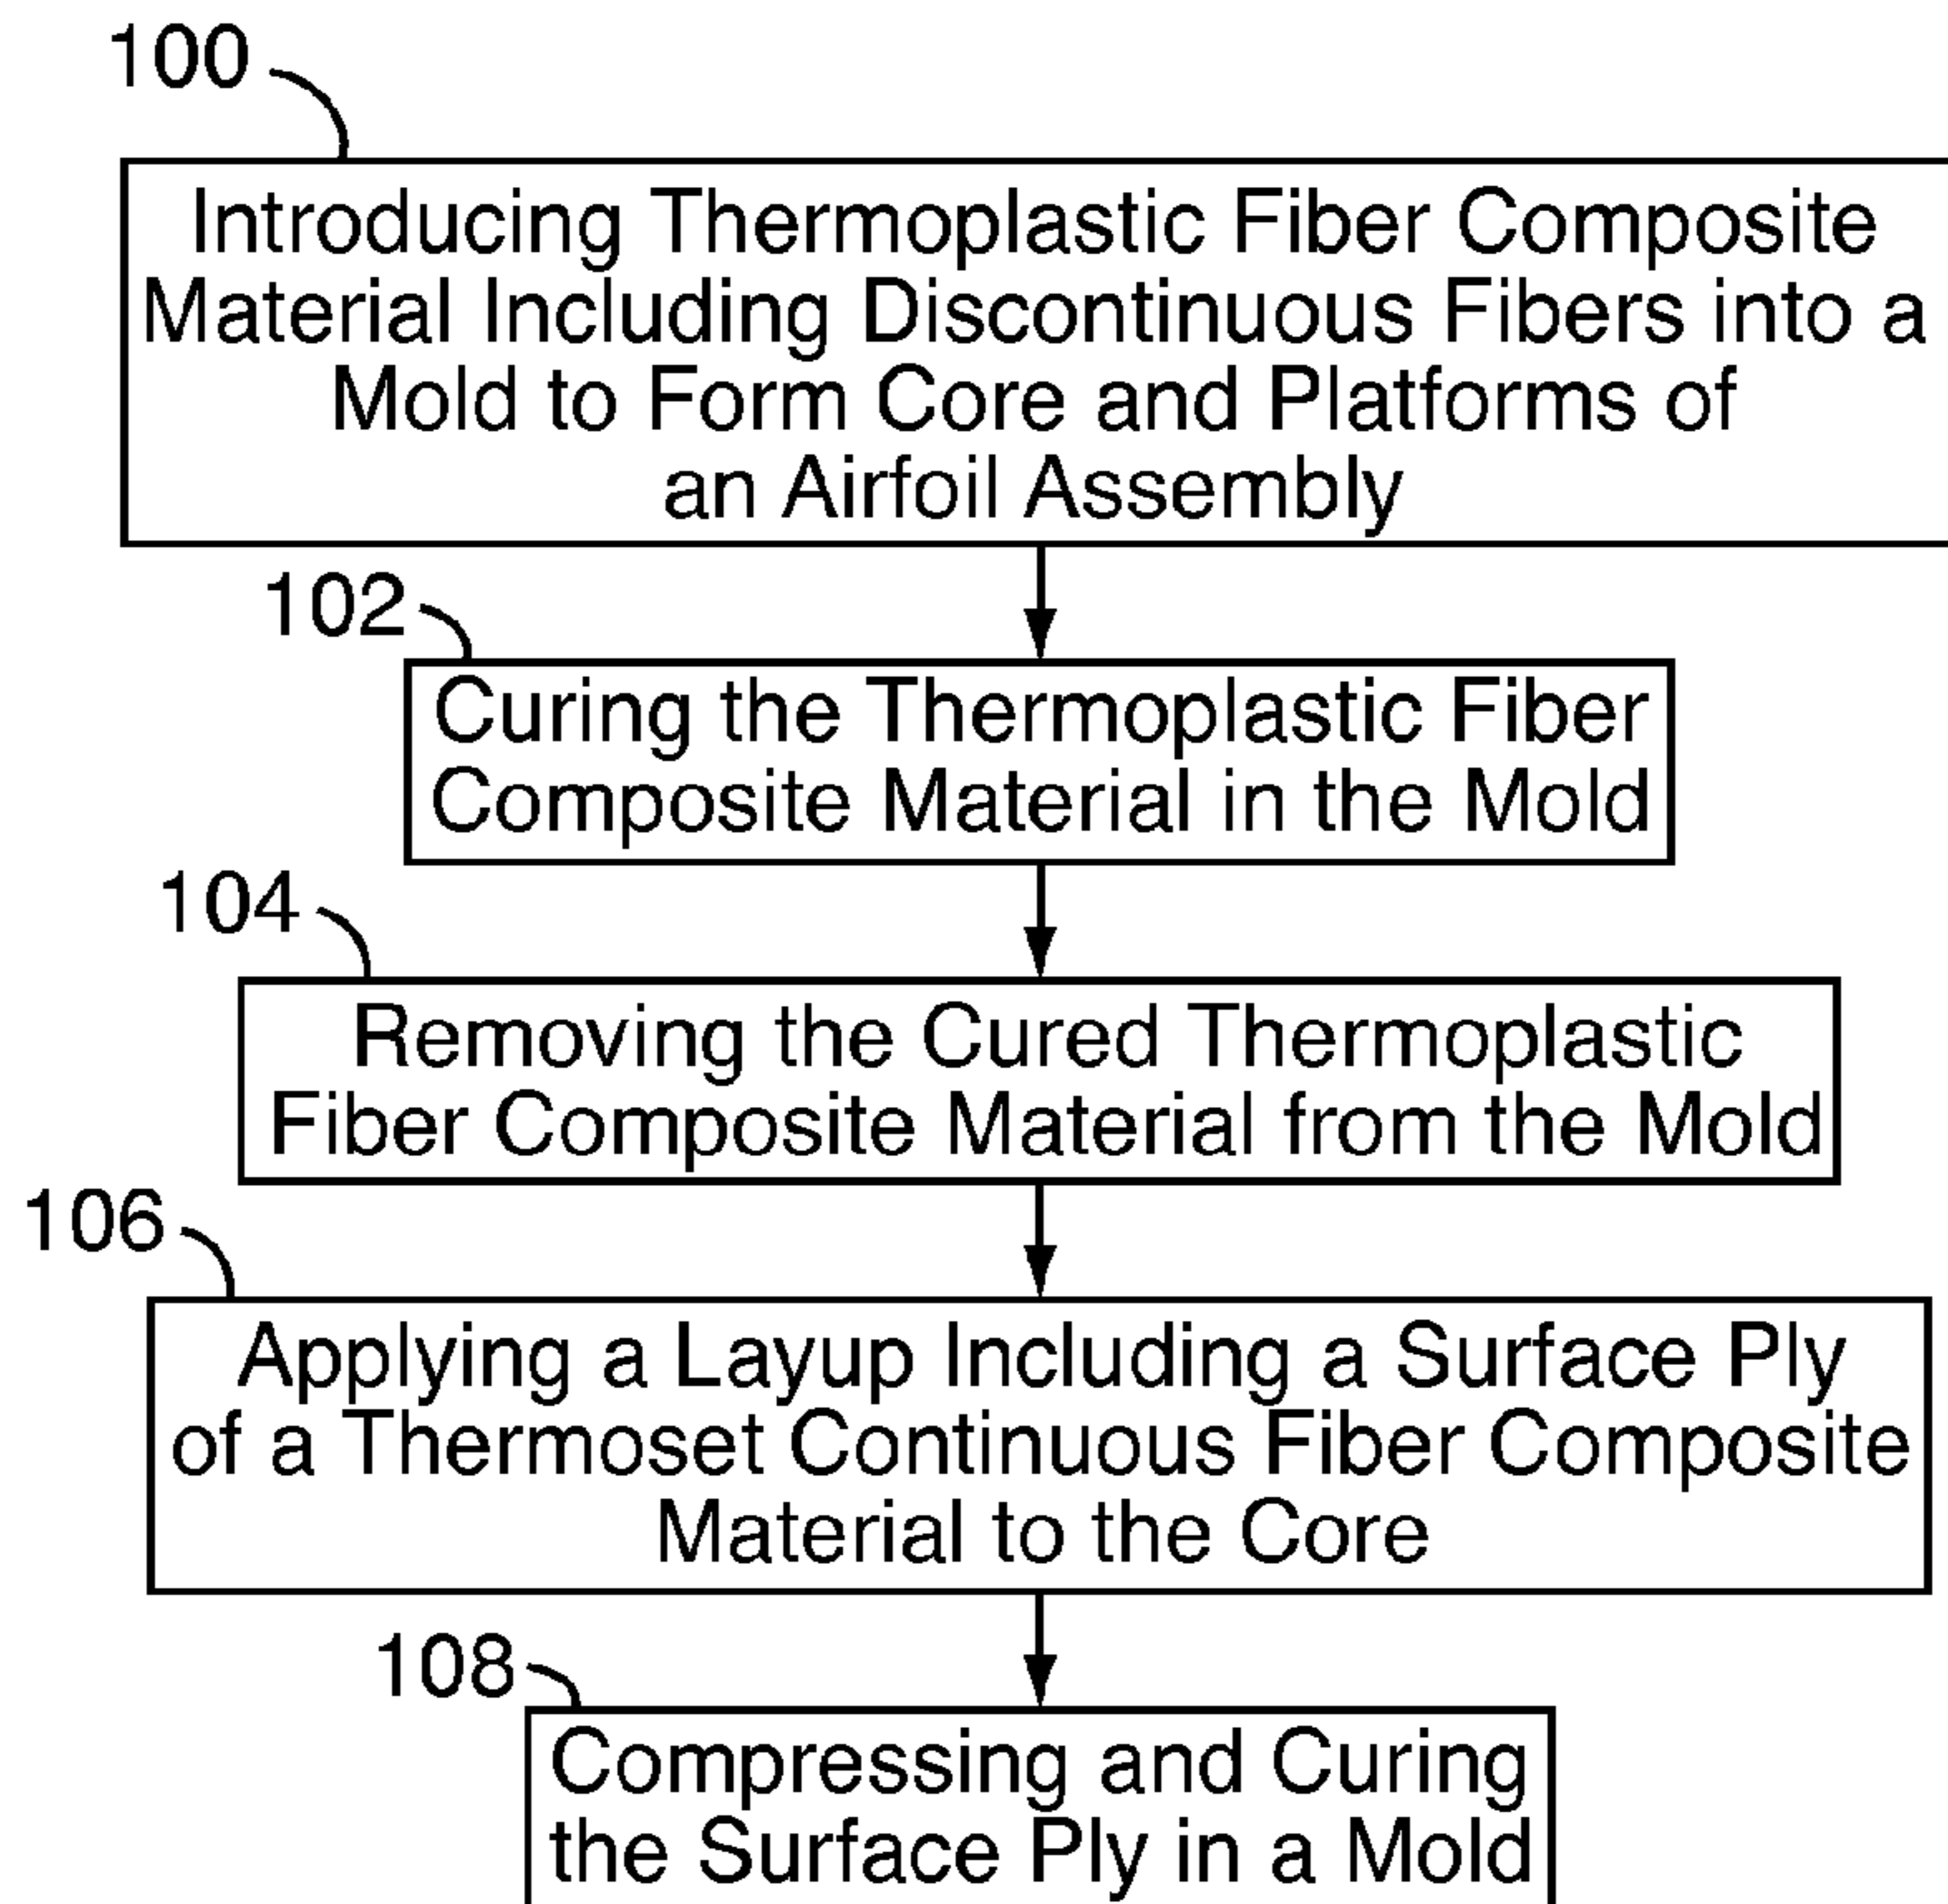 100
Introducing Thermoplastic Fiber Composite
Material Including Discontinuous Fibers into a
Mold to Form Core and Platforms of
an Airfoil Assembly
102
Curing the Thermoplastic Fiber
Composite Material in the Mold
104
Removing the Cured Thermoplastic
Fiber Composite Material from the Mold
106
Applying a Layup Including a Surface Ply
of a Thermoset Continuous Fiber Composite
Material to the Core
108
Compressing and Curing
the Surface Ply in a Mold